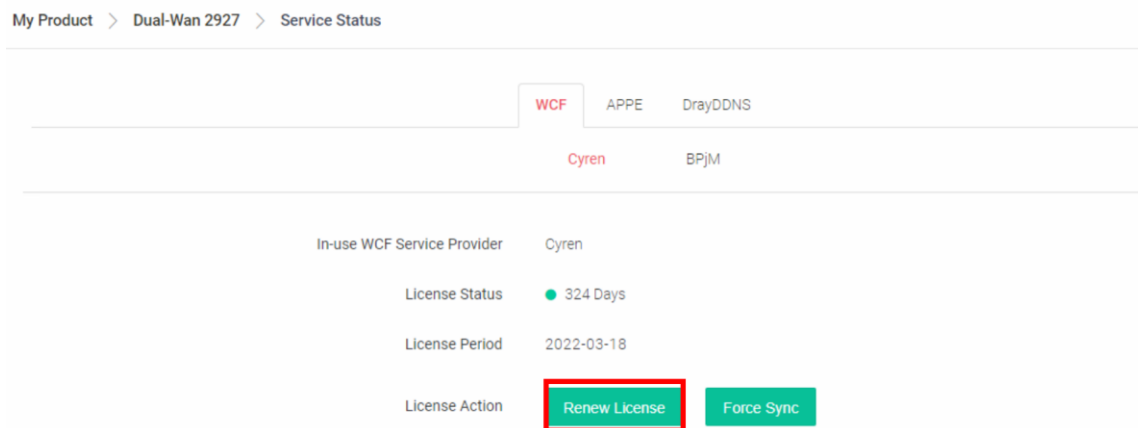 My Product > Dual-Wan 2927 > Service Status
WCF APPE DrayDDNS
Cyren BPjM
In-use WCF Service Provider Cyren
License Status 324 Days
License Period 2022-03-18
License Action Renew License Force Sync